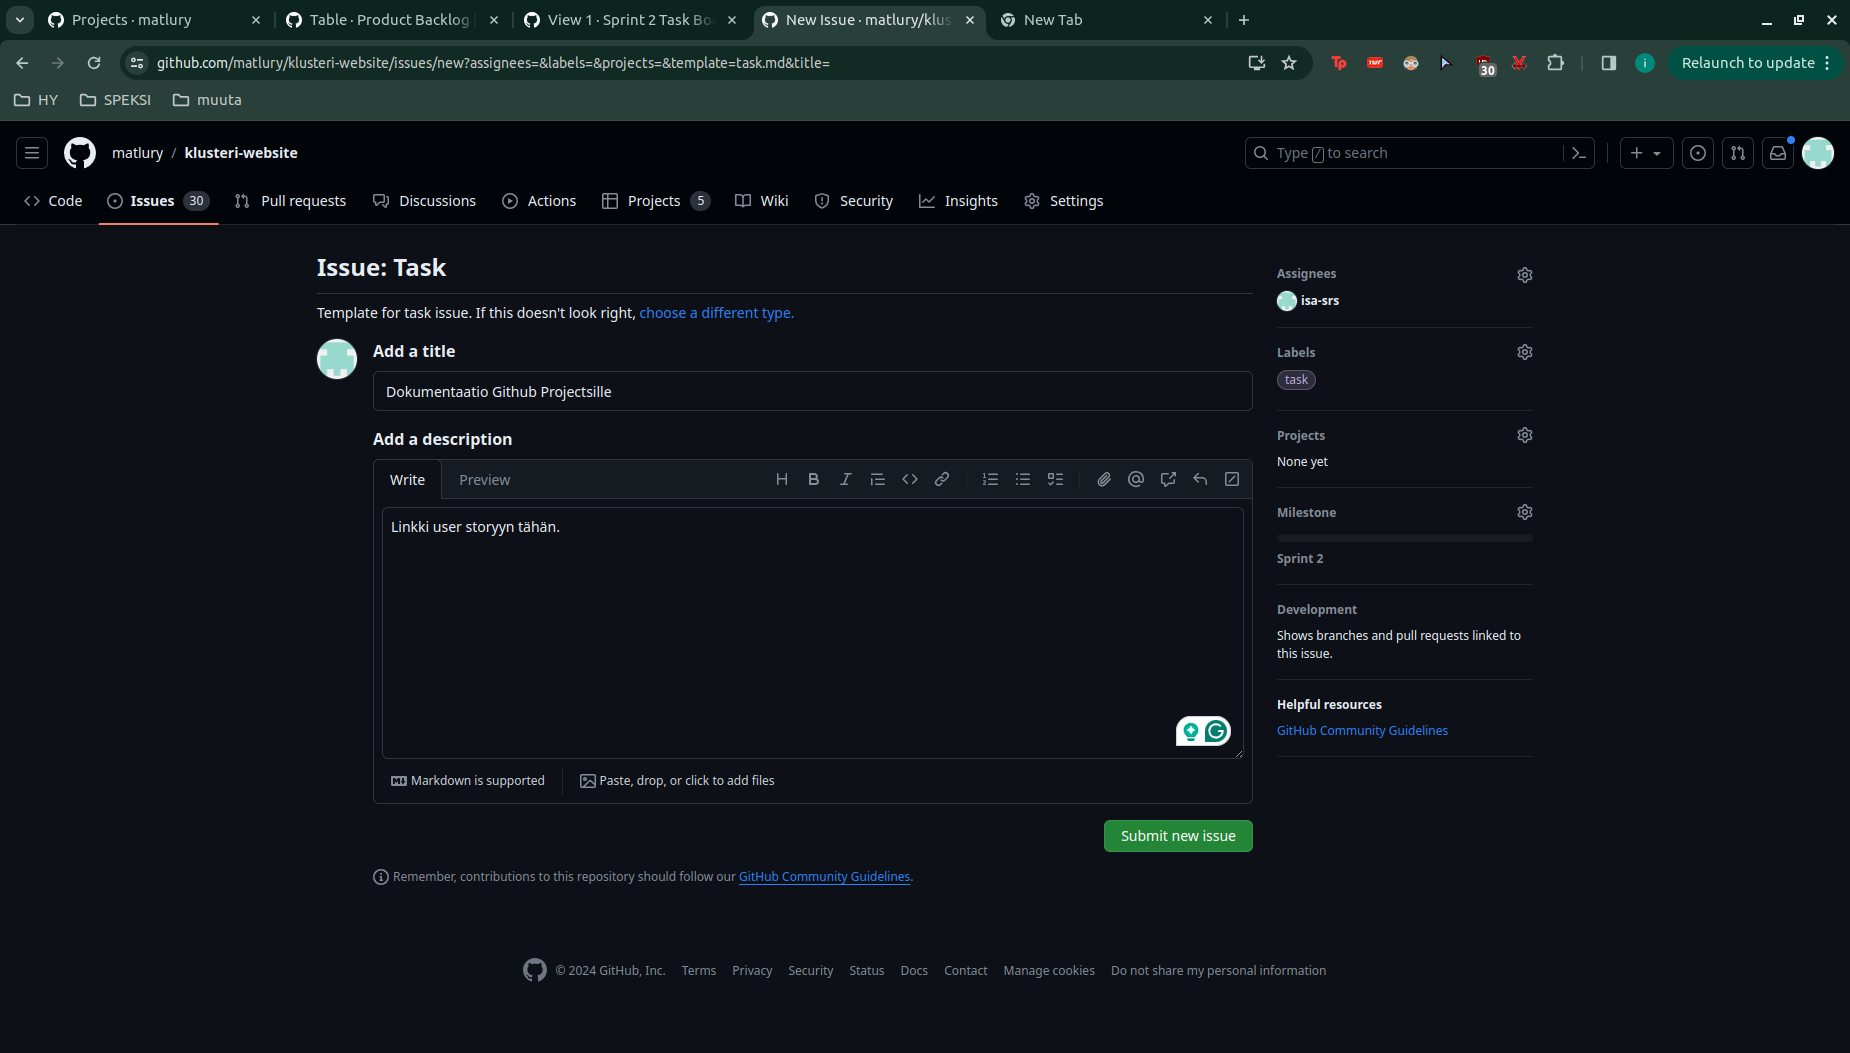 Projects · matlury
Table · Product Backlog
View 1 · Sprint 2 Task Bo
New Issue · matlury/klus
New Tab
github.com/matlury/klusteri-website/issues/new?assignees=&labels=&projects=&template=task.md&title=
Tp
30
i
Relaunch to update
HY
SPEKSI
muuta
matlury / klusteri-website
Type / to search
Code
Issues 30
Pull requests
Discussions
Actions
Projects 5
Wiki
Security
Insights
Settings
Issue: Task
Template for task issue. If this doesn't look right, choose a different type.
Add a title
Dokumentaatio Github Projectsille
Add a description
Write
Preview
Linkki user storyyn tähän.
Markdown is supported
Paste, drop, or click to add files
Submit new issue
Remember, contributions to this repository should follow our GitHub Community Guidelines.
Assignees
isa-srs
Labels
task
Projects
None yet
Milestone
Sprint 2
Development
Shows branches and pull requests linked to
this issue.
Helpful resources
GitHub Community Guidelines
© 2024 GitHub, Inc.
Terms
Privacy
Security
Status
Docs
Contact
Manage cookies
Do not share my personal information